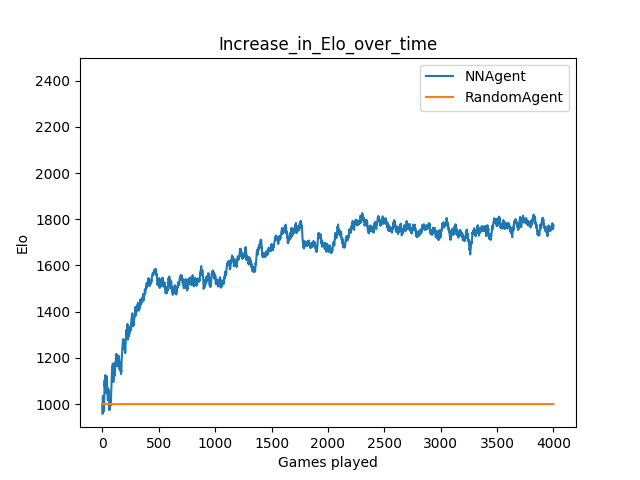 Increase_in_Elo_over_time
NNAgent
RandomAgent
2400
2200
2000
1800
1600
1400
1200
1000
Elo
0 500 1000 1500 2000 2500 3000 3500 4000
Games played